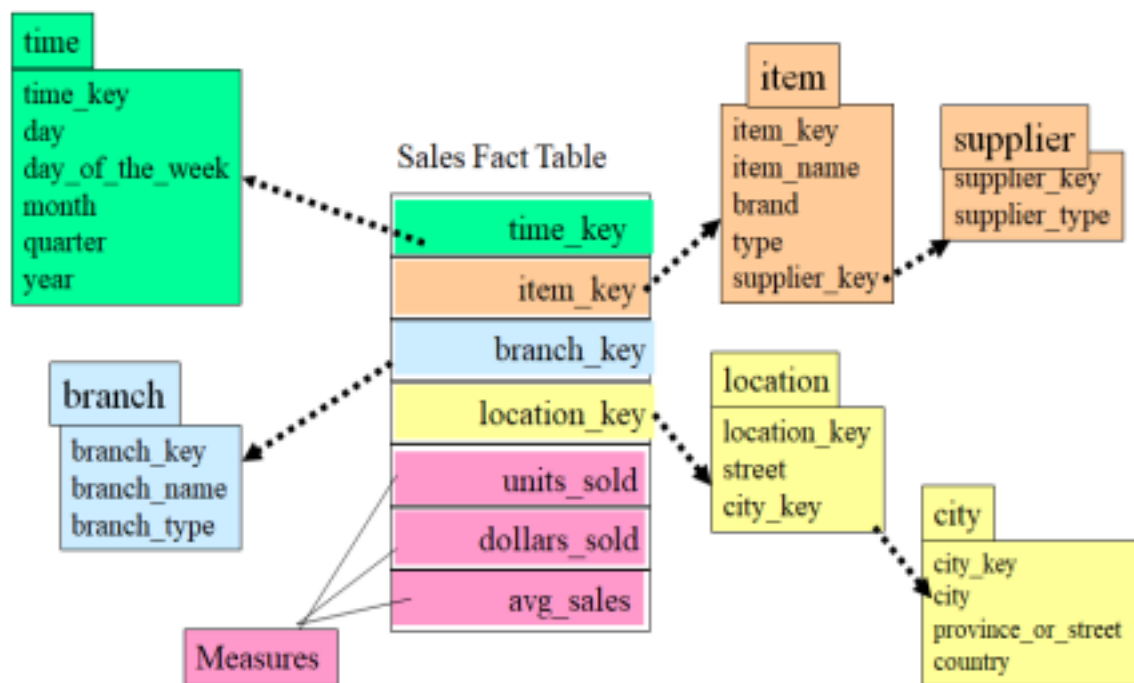 time
time_key
day
day_of_the_week
month
quarter
year
Sales Fact Table
time_key
item_key
branch_key
location_key
units_sold
dollars_sold
avg_sales
Measures
branch
branch_key
branch_name
branch_type
item
item_key
item_name
brand
type
supplier_key
supplier
supplier_key
supplier_type
location
location_key
street
city_key
city
city_key
city
province_or_street
country